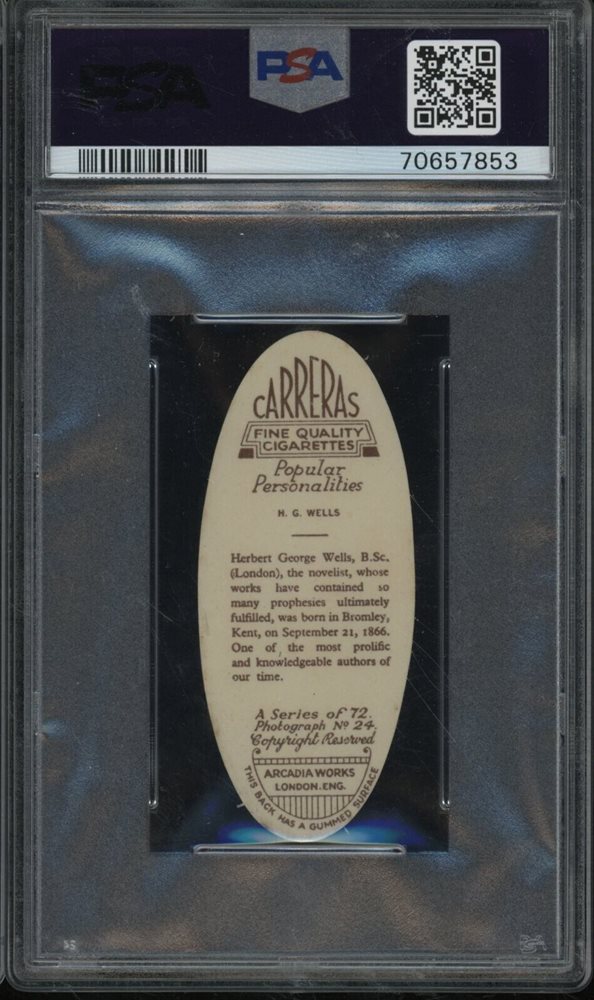 PSA
PSA
70657853
CARRERAS
FINE QUALITY
CIGARETTES
Popular
Personalities
H. G. WELLS
Herbert George Wells, B.Sc.
(London), the novelist, whose
works have contained so
many prophesies ultimately
fulfilled, was born in Bromley,
Kent, on September 21, 1866.
One of the most prolific
and knowledgeable authors of
our time.
A Series of 72.
Photograph Nº 24.
Copyright Reserved
ARCADIA WORKS
LONDON. ENG.
THIS BACK HAS A GUMMED SURFACE
PSA